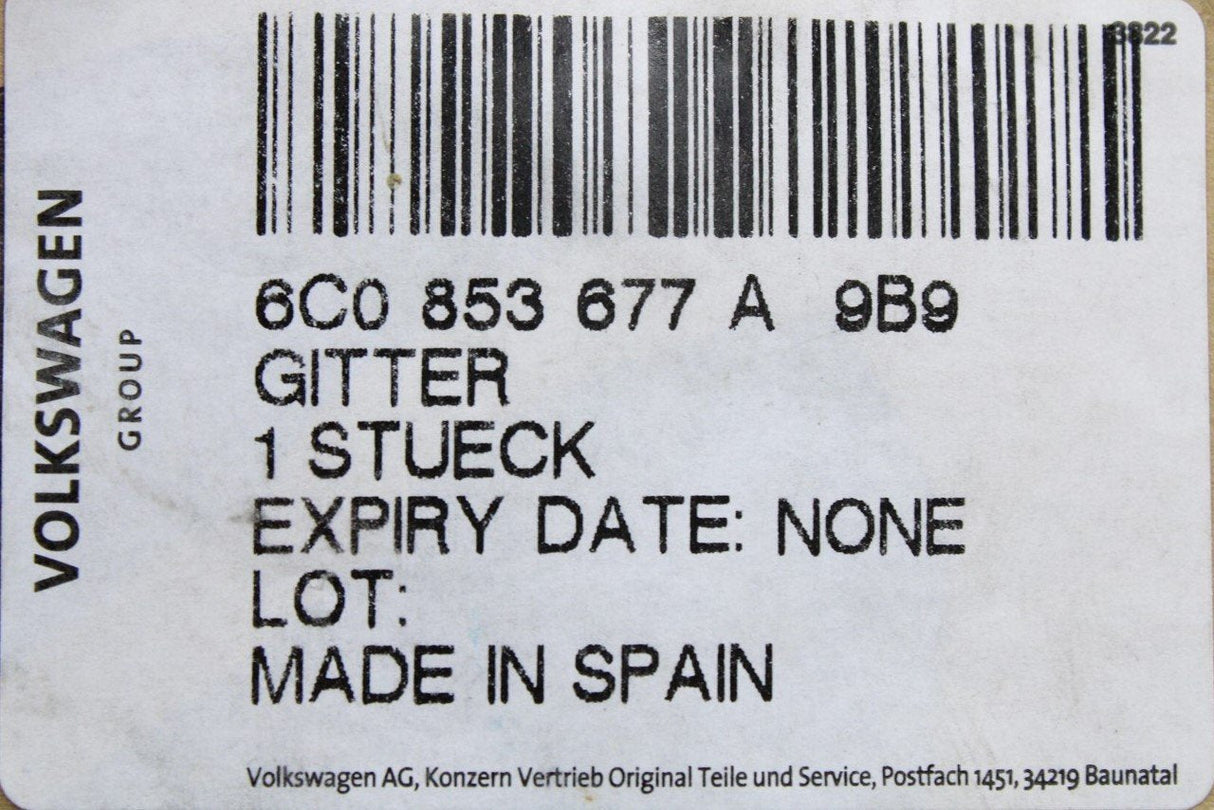 3822
VOLKSWAGEN
GROUP
6C0 853 677 A 9B9
GITTER
1 STUECK
EXPIRY DATE: NONE
LOT:
MADE IN SPAIN
Volkswagen AG, Konzern Vertrieb Original Teile und Service, Postfach 1451, 34219 Baunatal